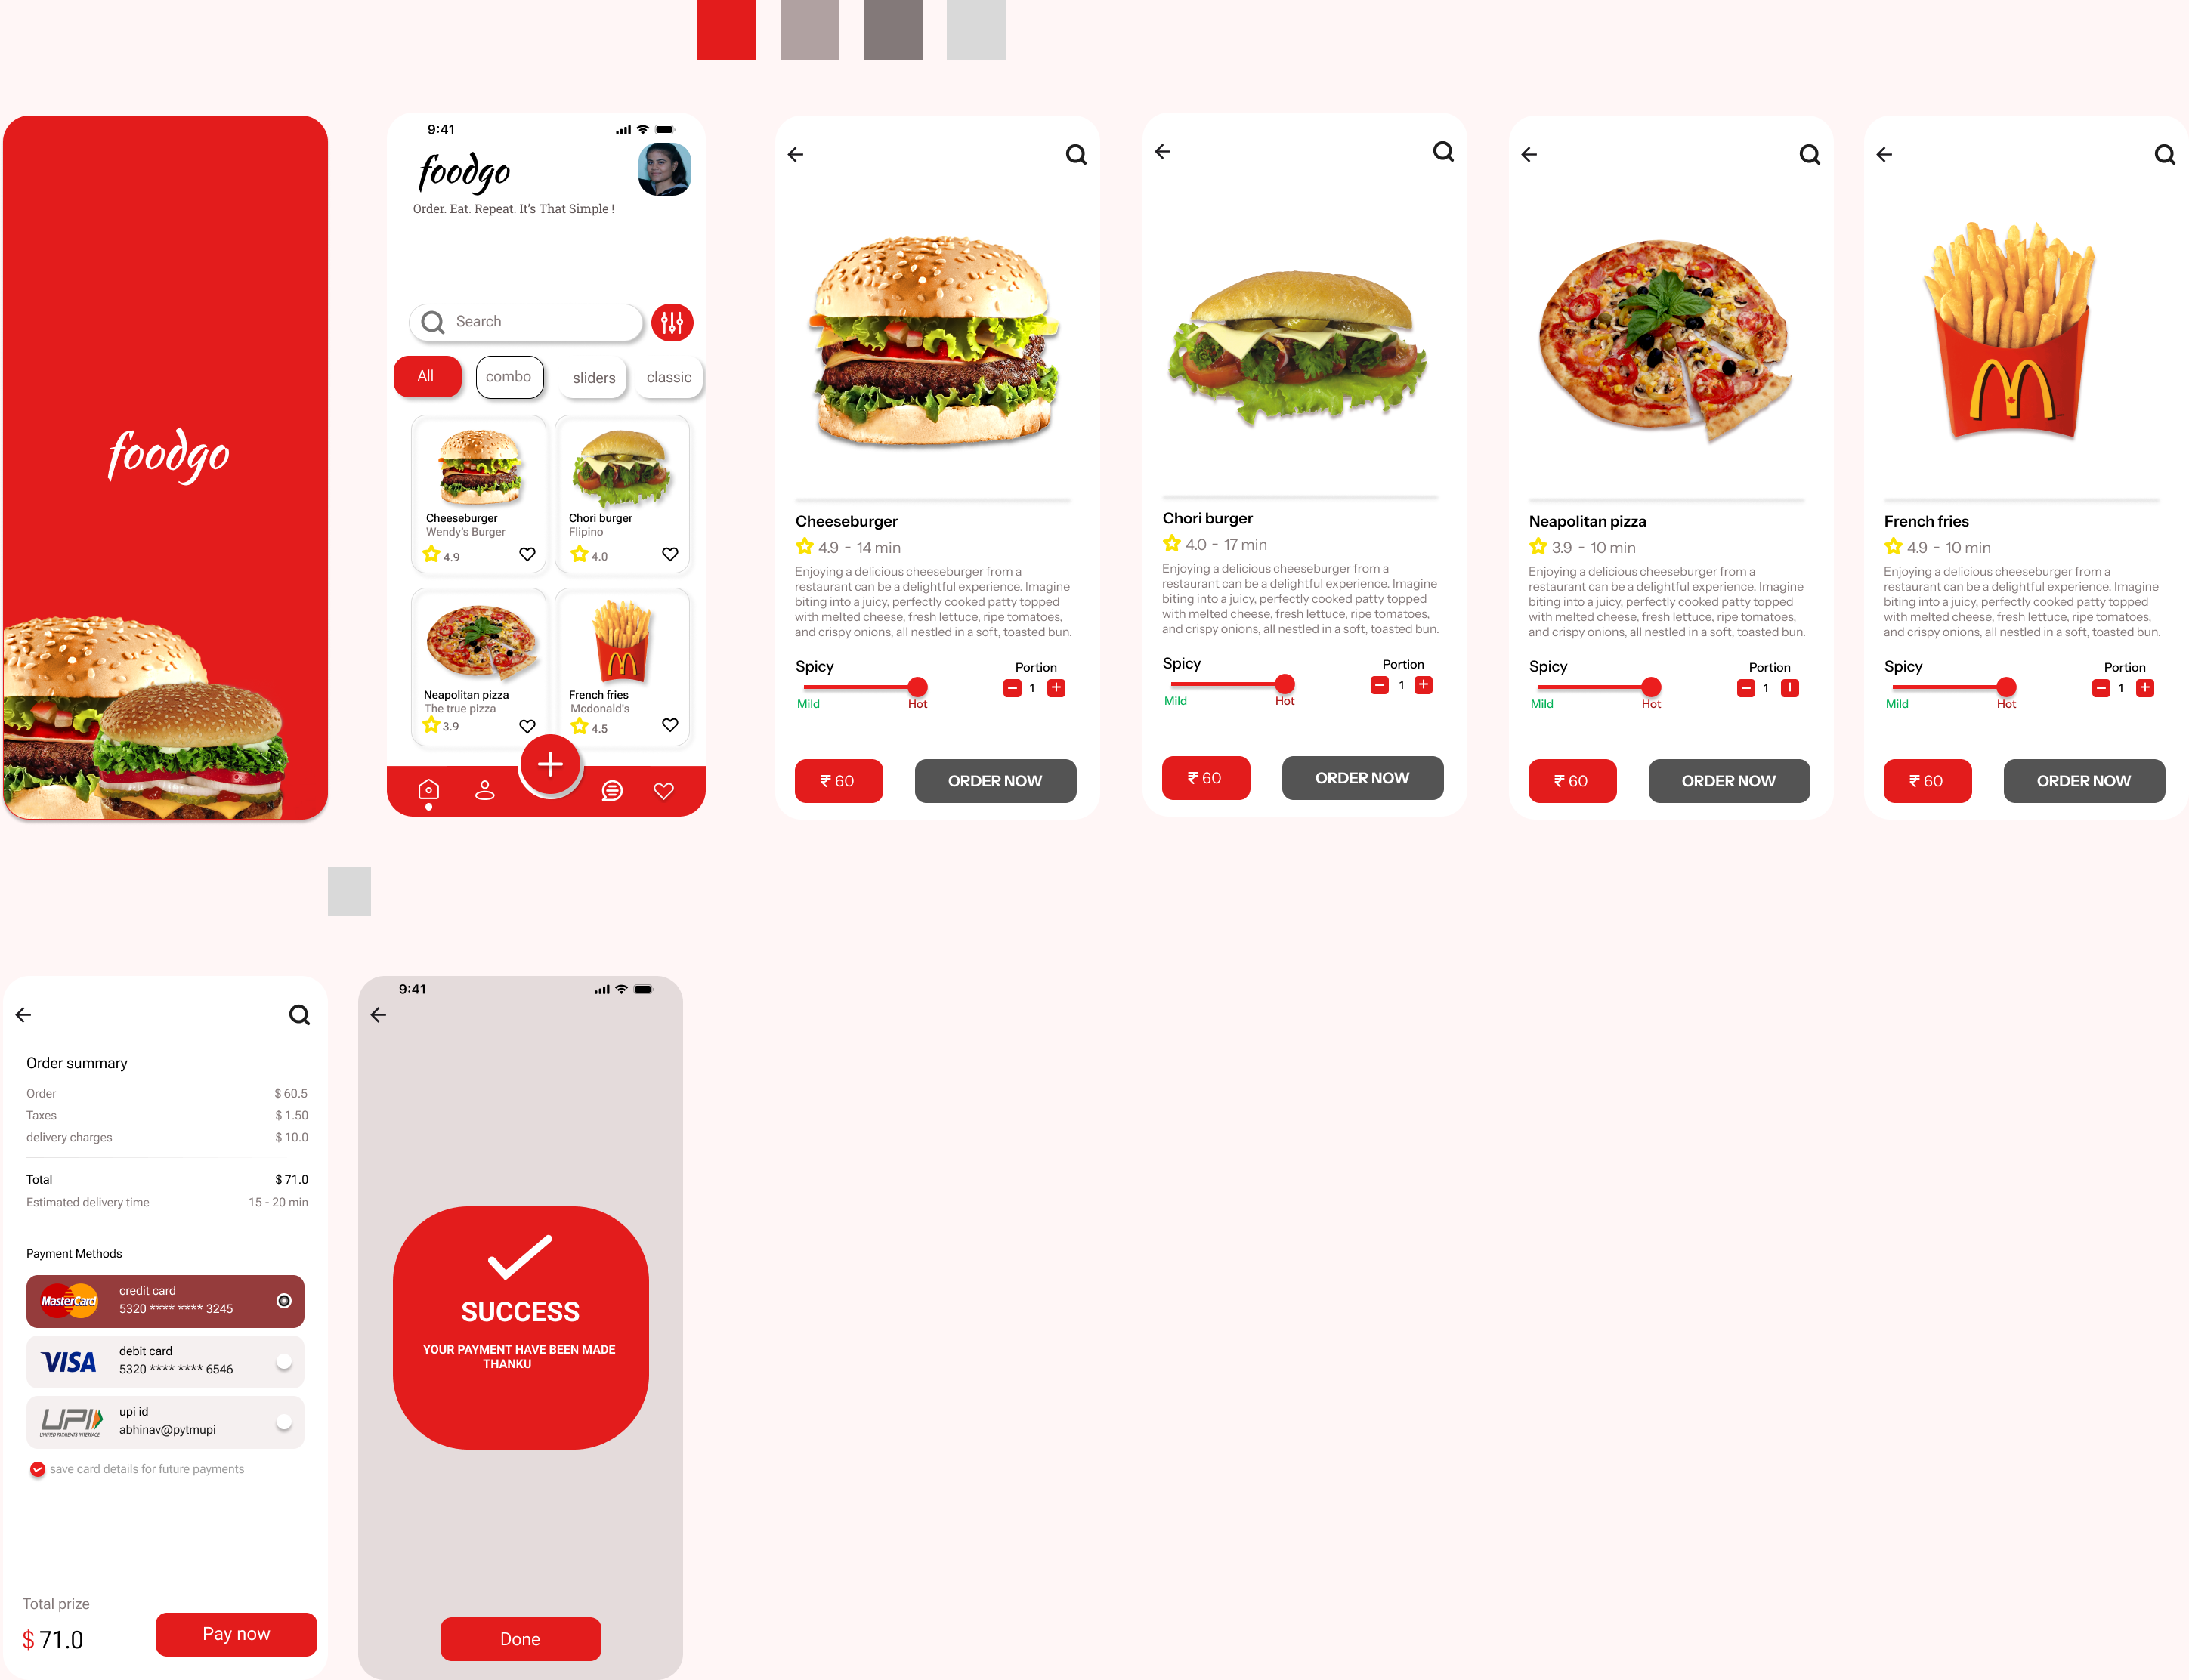 foodgo
9:41
foodgo
Order. Eat. Repeat. It's That Simple !
Search
All
combo
sliders
classic
Cheeseburger
Wendy's Burger
4.9
Chori burger
Flipino
4.0
Neapolitan pizza
The true pizza
3.9
French fries
Mcdonald's
4.5
Cheeseburger
4.9 - 14 min
Enjoying a delicious cheeseburger from a
restaurant can be a delightful experience. Imagine
biting into a juicy, perfectly cooked patty topped
with melted cheese, fresh lettuce, ripe tomatoes,
and crispy onions, all nestled in a soft, toasted bun.
Spicy
Portion
1
Mild
Hot
₹ 60
ORDER NOW
Chori burger
4.0 - 17 min
Enjoying a delicious cheeseburger from a
restaurant can be a delightful experience. Imagine
biting into a juicy, perfectly cooked patty topped
with melted cheese, fresh lettuce, ripe tomatoes,
and crispy onions, all nestled in a soft, toasted bun.
Spicy
Portion
1
Mild
Hot
₹ 60
ORDER NOW
Neapolitan pizza
3.9 - 10 min
Enjoying a delicious cheeseburger from a
restaurant can be a delightful experience. Imagine
biting into a juicy, perfectly cooked patty topped
with melted cheese, fresh lettuce, ripe tomatoes,
and crispy onions, all nestled in a soft, toasted bun.
Spicy
Portion
1
Mild
Hot
₹ 60
ORDER NOW
French fries
4.9 - 10 min
Enjoying a delicious cheeseburger from a
restaurant can be a delightful experience. Imagine
biting into a juicy, perfectly cooked patty topped
with melted cheese, fresh lettuce, ripe tomatoes,
and crispy onions, all nestled in a soft, toasted bun.
Spicy
Portion
1
Mild
Hot
₹ 60
ORDER NOW
Order summary
Order $ 60.5
Taxes $ 1.50
delivery charges $ 10.0
Total $ 71.0
Estimated delivery time 15 - 20 min
Payment Methods
MasterCard
credit card
5320 **** **** 3245
VISA
debit card
5320 **** **** 6546
UPI
UNIFIED PAYMENTS INTERFACE
upi id
abhinav@pytmupi
save card details for future payments
Total prize
$ 71.0
Pay now
9:41
SUCCESS
YOUR PAYMENT HAVE BEEN MADE
THANKU
Done